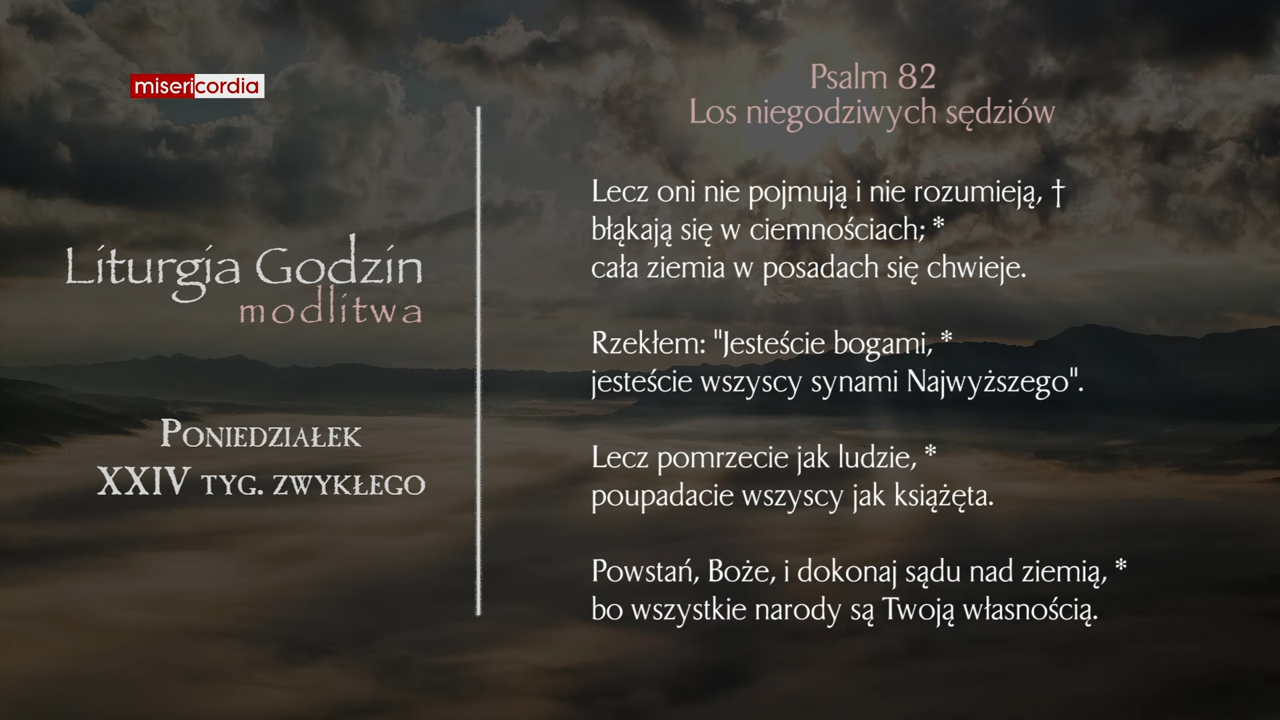 misericordia
Liturgia Godzin
modlitwa
Poniedziałek
XXIV tyg. zwykłego
Psalm 82
Los niegodziwych sędziów
Lecz oni nie pojmują i nie rozumieją, †
błąkają się w ciemnościach; *
cała ziemia w posadach się chwieje.
Rzekłem: "Jesteście bogami, *
jesteście wszyscy synami Najwyższego".
Lecz pomrzecie jak ludzie, *
poupadacie wszyscy jak książęta.
Powstań, Boże, i dokonaj sądu nad ziemią, *
bo wszystkie narody są Twoją własnością.